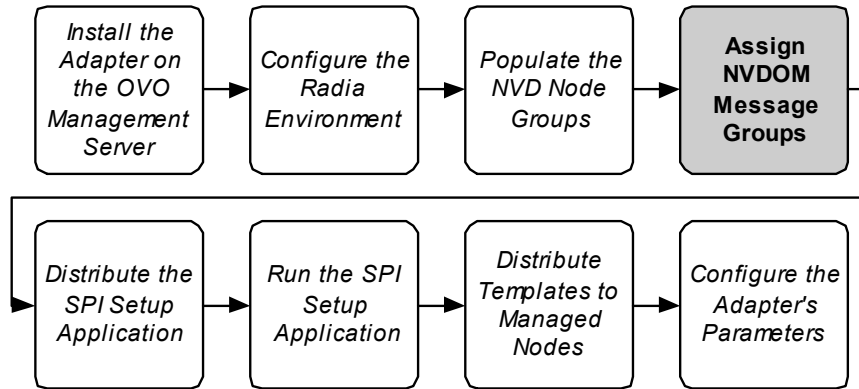 Install the
Adapter on
the OVO
Management
Server
Configure the
Radia
Environment
Populate the
NVD Node
Groups
Assign
NVDOM
Message
Groups
Distribute the
SPI Setup
Application
Run the SPI
Setup
Application
Distribute
Templates to
Managed
Nodes
Configure the
Adapter's
Parameters